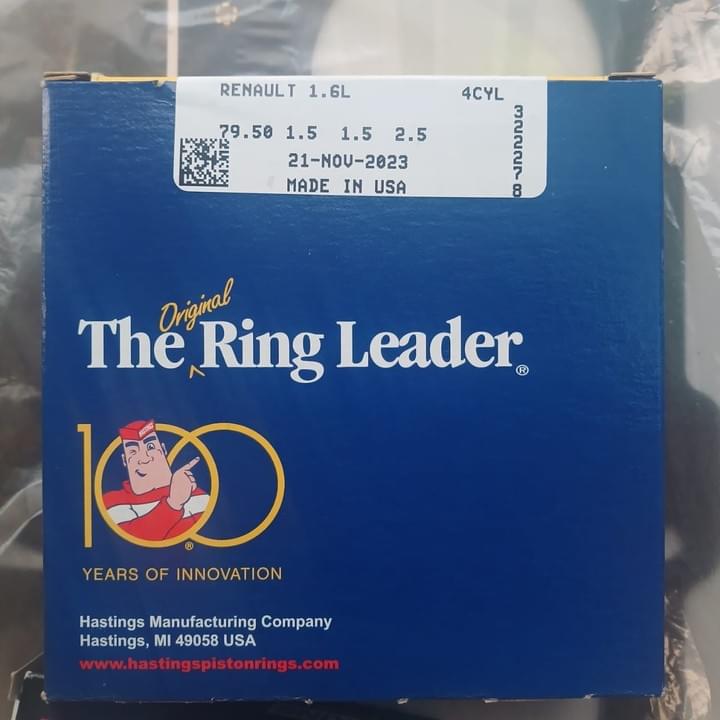 RENAULT 1.6L 4CYL
79.50 1.5 1.5 2.5
21-NOV-2023
MADE IN USA
322278
Original
The Ring Leader®
100
®
YEARS OF INNOVATION
Hastings Manufacturing Company
Hastings, MI 49058 USA
www.hastingspistonrings.com